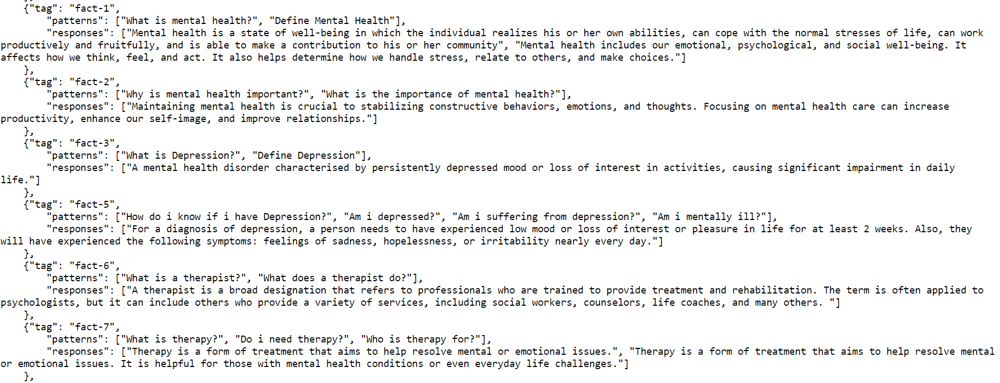 {"tag": "fact-1",
"patterns": ["What is mental health?", "Define Mental Health"],
"responses": ["Mental health is a state of well-being in which the individual realizes his or her own abilities, can cope with the normal stresses of life, can work
productively and fruitfully, and is able to make a contribution to his or her community", "Mental health includes our emotional, psychological, and social well-being. It
affects how we think, feel, and act. It also helps determine how we handle stress, relate to others, and make choices."]
},
{"tag": "fact-2",
"patterns": ["Why is mental health important?", "What is the importance of mental health?"],
"responses": ["Maintaining mental health is crucial to stabilizing constructive behaviors, emotions, and thoughts. Focusing on mental health care can increase
productivity, enhance our self-image, and improve relationships."]
},
{"tag": "fact-3",
"patterns": ["What is Depression?", "Define Depression"],
"responses": ["A mental health disorder characterised by persistently depressed mood or loss of interest in activities, causing significant impairment in daily
life."]
},
{"tag": "fact-5",
"patterns": ["How do i know if i have Depression?", "Am i depressed?", "Am i suffering from depression?", "Am i mentally ill?"],
"responses": ["For a diagnosis of depression, a person needs to have experienced low mood or loss of interest or pleasure in life for at least 2 weeks. Also, they
will have experienced the following symptoms: feelings of sadness, hopelessness, or irritability nearly every day."]
},
{"tag": "fact-6",
"patterns": ["What is a therapist?", "What does a therapist do?"],
"responses": ["A therapist is a broad designation that refers to professionals who are trained to provide treatment and rehabilitation. The term is often applied to
psychologists, but it can include others who provide a variety of services, including social workers, counselors, life coaches, and many others. "]
},
{"tag": "fact-7",
"patterns": ["What is therapy?", "Do i need therapy?", "Who is therapy for?"],
"responses": ["Therapy is a form of treatment that aims to help resolve mental or emotional issues.", "Therapy is a form of treatment that aims to help resolve mental
or emotional issues. It is helpful for those with mental health conditions or even everyday life challenges."]
},